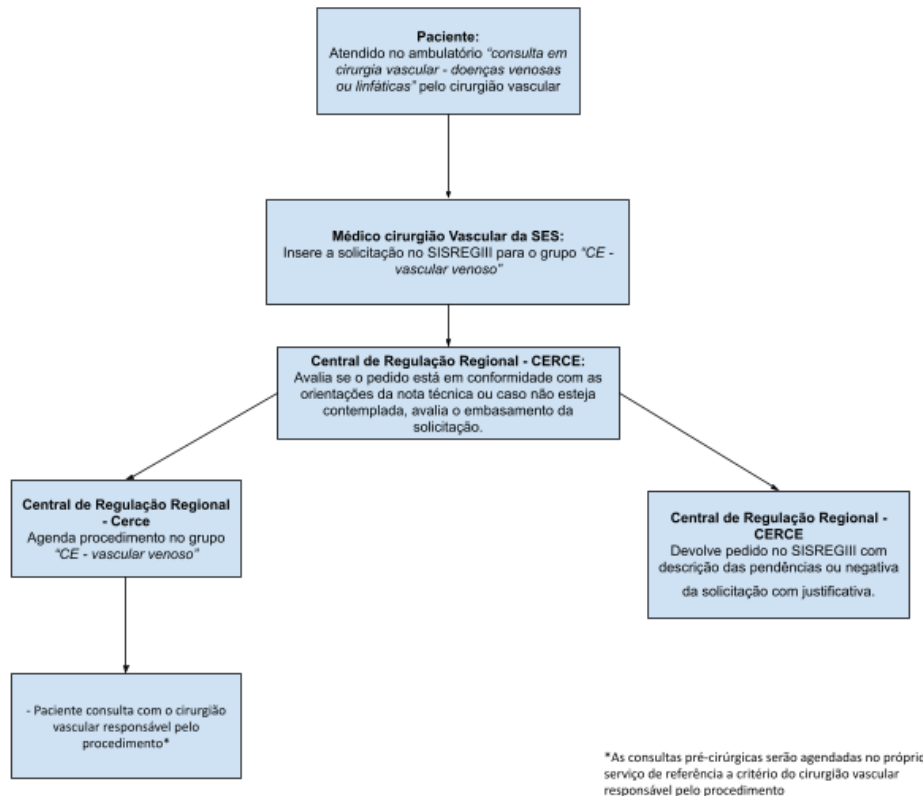 Paciente:
Atendido no ambulatório “consulta em
cirurgia vascular - doenças venosas
ou linfáticas” pelo cirurgião vascular
Médico cirurgião Vascular da SES:
Insere a solicitação no SISREGIII para o grupo “CE -
vascular venoso”
Central de Regulação Regional - CERCE:
Avalia se o pedido está em conformidade com as
orientações da nota técnica ou caso não esteja
contemplada, avalia o embasamento da
solicitação.
Central de Regulação Regional
- Cerce
Agenda procedimento no grupo
“CE - vascular venoso”
Central de Regulação Regional -
CERCE
Devolve pedido no SISREGIII com
descrição das pendências ou negativa
da solicitação com justificativa.
- Paciente consulta com o cirurgião
vascular responsável pelo
procedimento*
*As consultas pré-cirúrgicas serão agendadas no próprio
serviço de referência a critério do cirurgião vascular
responsável pelo procedimento